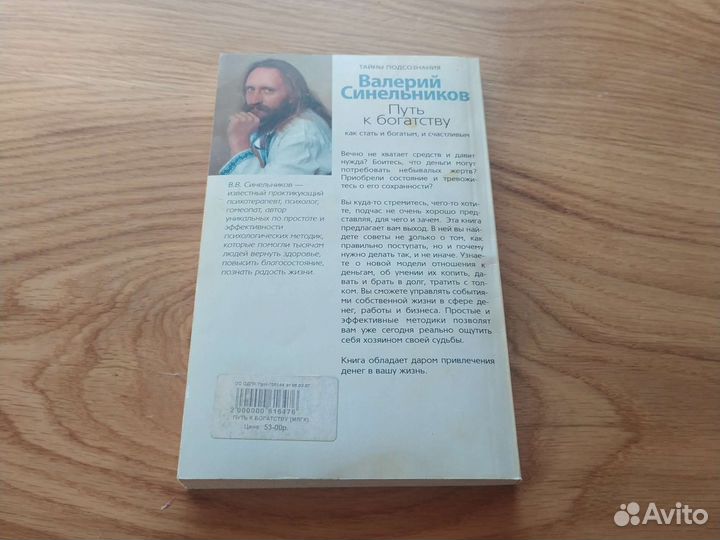 ТАЙНЫ ПОДСОЗНАНИЯ
Валерий
Синельников
Путь
к богатству
как стать и богатым, и счастливым
Вечно не хватает средств и давит
нужда? Боитесь, что деньги могут
потребовать небывалых жертв?
Приобрели состояние и тревожи-
тесь о его сохранности?
Вы куда-то стремитесь, чего-то хоти-
те, подчас не очень хорошо пред-
ставляя, для чего и зачем. Эта книга
предлагает вам выход. В ней вы най-
дете советы не только о том, как
правильно поступать, но и почему
нужно делать так, и не иначе. Узнае-
те о новой модели отношения к
деньгам, об умении их копить, да-
вать и брать в долг, тратить с тол-
ком. Вы сможете управлять события-
ми собственной жизни в сфере де-
нег, работы и бизнеса. Простые и
эффективные методики позволят
вам уже сегодня реально ощутить
себя хозяином своей судьбы.
Книга обладает даром привлечения
денег в вашу жизнь.
В.В. Синельников —
известный практикующий
психотерапевт, психолог,
гомеопат, автор
уникальных по простоте и
эффективности
психологических методик,
которые помогли тысячам
людей вернуть здоровье,
повысить благосостояние,
познать радость жизни.
2 000000 616476
ПУТЬ К БОГАТСТВУ (МЯГК)
Цена: 53-00р.
Avito